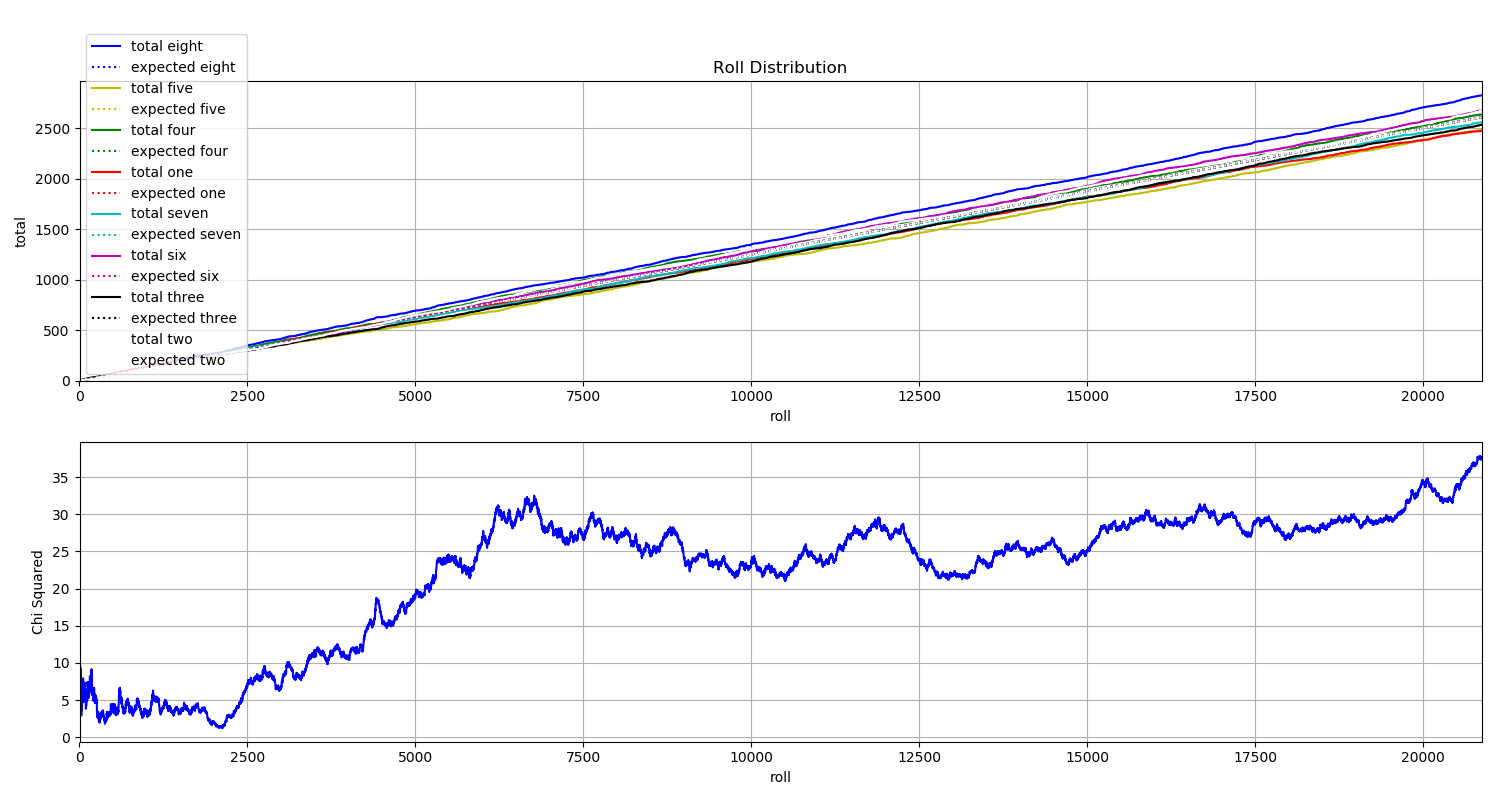 Roll Distribution
total eight
expected eight
total five
expected five
total four
expected four
total one
expected one
total seven
expected seven
total six
expected six
total three
expected three
total two
expected two
total
2500
2000
1500
1000
500
0
0 2500 5000 7500 10000 12500 15000 17500 20000
roll
Chi Squared
35
30
25
20
15
10
5
0
0 2500 5000 7500 10000 12500 15000 17500 20000
roll